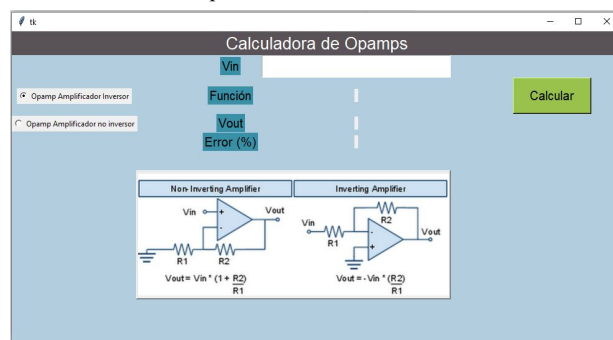 tk
Calculadora de Opamps
Vin
Opamp Amplificador Inversor
Función
Calcular
Opamp Amplificador no inversor
Vout
Error (%)
Non-Inverting Amplifier
Inverting Amplifier
Vin
+
-
Vout
R1
R2
Vout = Vin * (1 + R2)
R1
R2
Vin
R1
-
+
Vout
Vout = -Vin * (R2)
R1